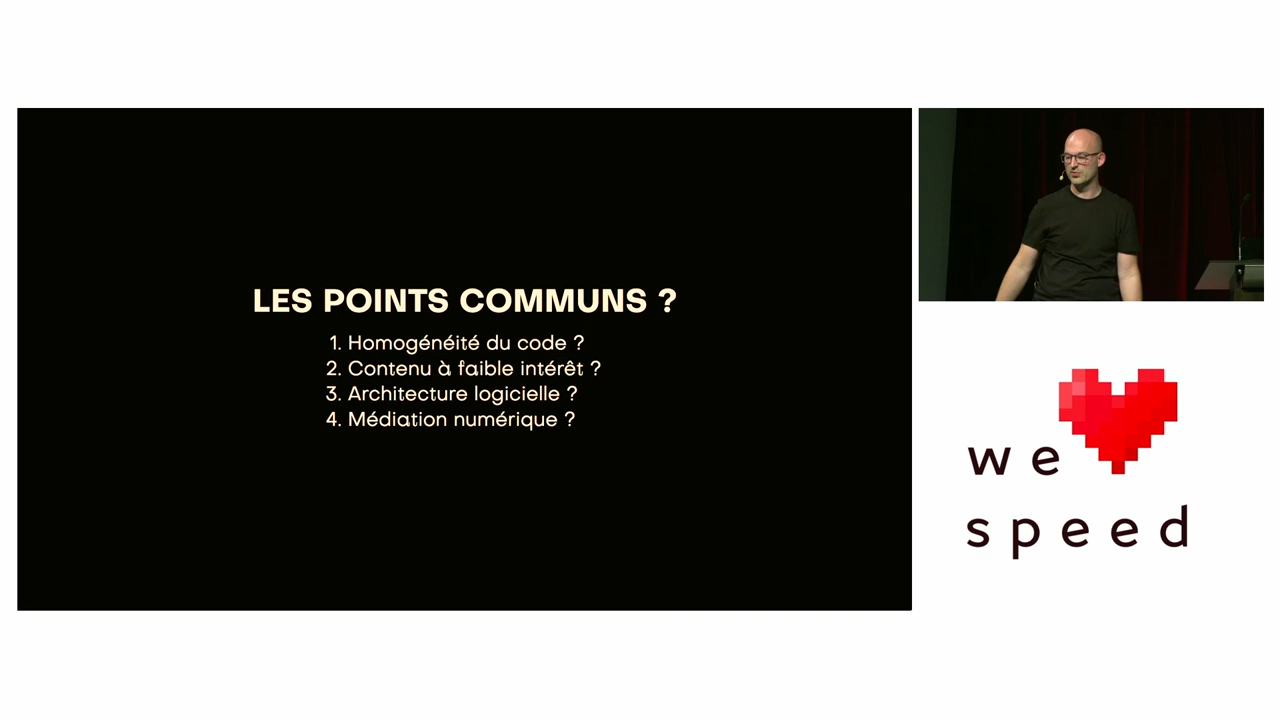 LES POINTS COMMUNS ?
1. Homogénéité du code ?
2. Contenu à faible intérêt ?
3. Architecture logicielle ?
4. Médiation numérique ?
we
speed